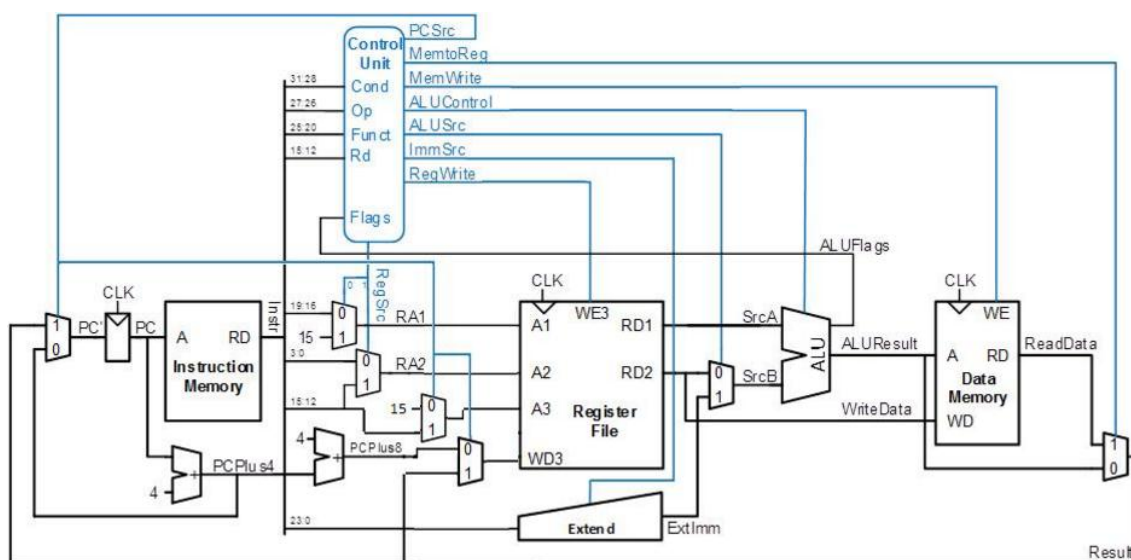 PCSrc
MemtoReg
Control
Unit
MemWrite
31:28
Cond
ALUControl
27:26
Op
ALUSrc
25:20
Funct
ImmSrc
15:12
Rd
RegWrite
Flags
ALUFlags
CLK
CLK
CLK
RegSrc
0 1
Instr
19:16
0
RA1
15
1
A1
WE3
RD1
SrcA
WE
1
0
PC'
PC
A
RD
Instruction
Memory
3:0
0
1
RA2
A2
RD2
0
1
SrcB
ALU
ALUResult
A
RD
ReadData
Data
Memory
15:12
15
0
1
A3
Register
File
WriteData
WD
4
PCPlus8
0
1
WD3
1
0
+
PCPlus4
4
+
23:0
Extend
ExtImm
Result